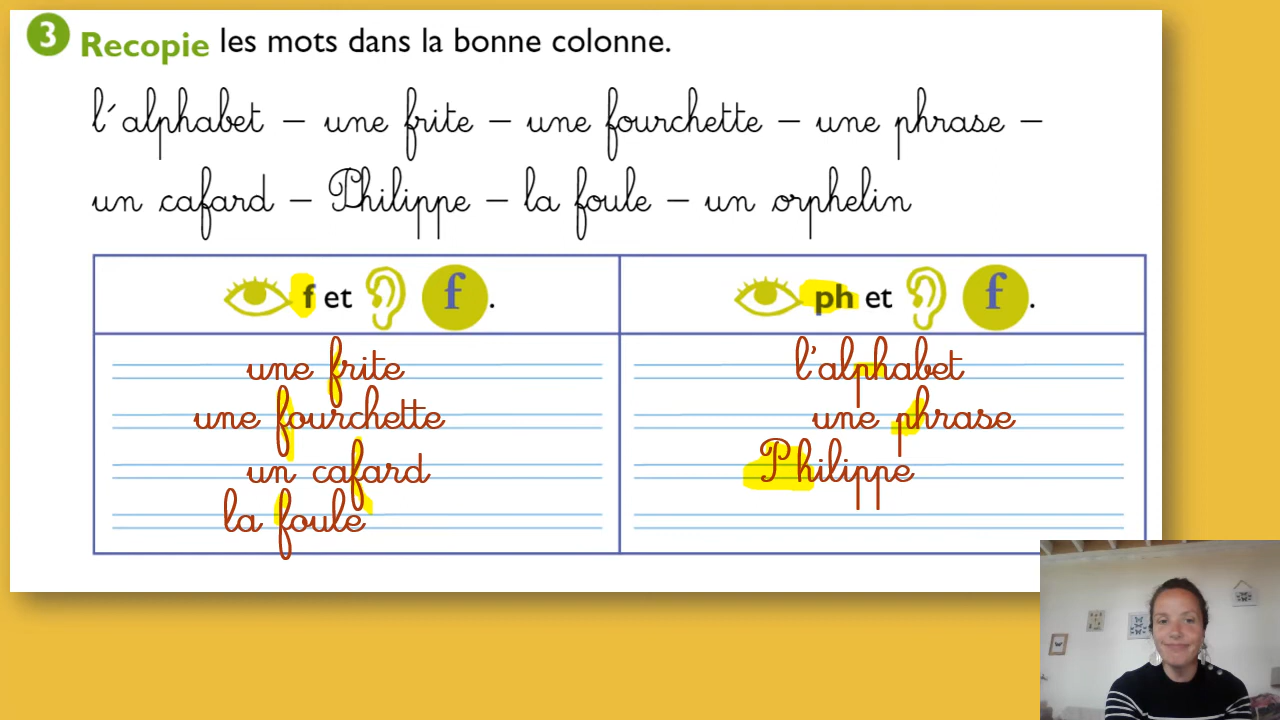 3 Recopie les mots dans la bonne colonne.
l'alphabet – une frite – une fourchette – une phrase –
un cafard – Philippe – la foule – un orphelin
f et f.
ph et f.
une frite
une fourchette
un cafard
la foule
l'alphabet
une phrase
Philippe